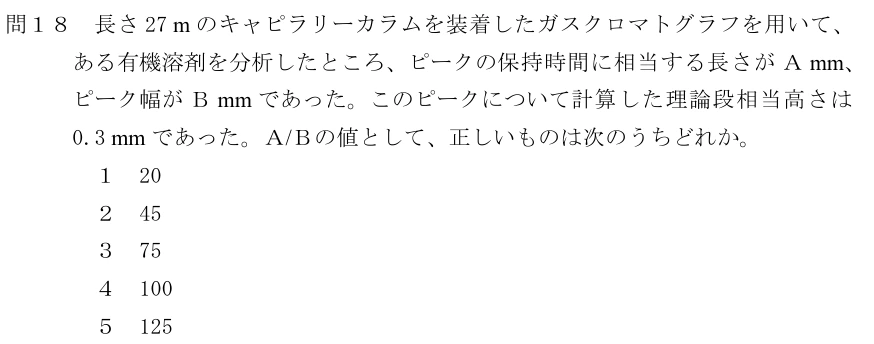 問１８　長さ 27 m のキャピラリーカラムを装着したガスクロマトグラフを用いて、
ある有機溶剤を分析したところ、ピークの保持時間に相当する長さが A mm、
ピーク幅が B mm であった。このピークについて計算した理論段相当高さは
0.3 mm であった。A/B の値として、正しいものは次のうちどれか。
１　20
２　45
３　75
４　100
５　125